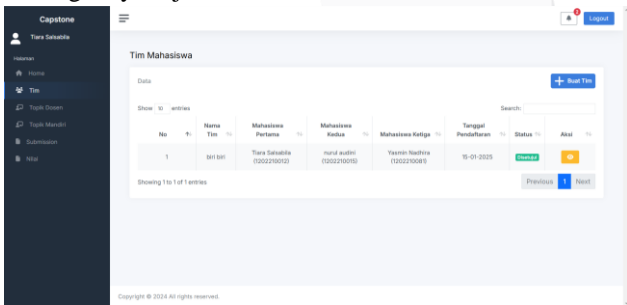 Capstone
Logout
Tiara Salsabila
Halaman
Home
Tim
Topik Dosen
Topik Mandiri
Submission
Nilai
Tim Mahasiswa
Data
Buat Tim
Show 10 entries
Search:
No Nama Tim Mahasiswa Pertama Mahasiswa Kedua Mahasiswa Ketiga Tanggal Pendaftaran Status Aksi
1 biri biri Tiara Salsabila (1202210012) nurul audini (1202210015) Yasmin Nadhira (1202210081) 15-01-2025
Showing 1 to 1 of 1 entries
Previous 1 Next
Copyright © 2024 All rights reserved.